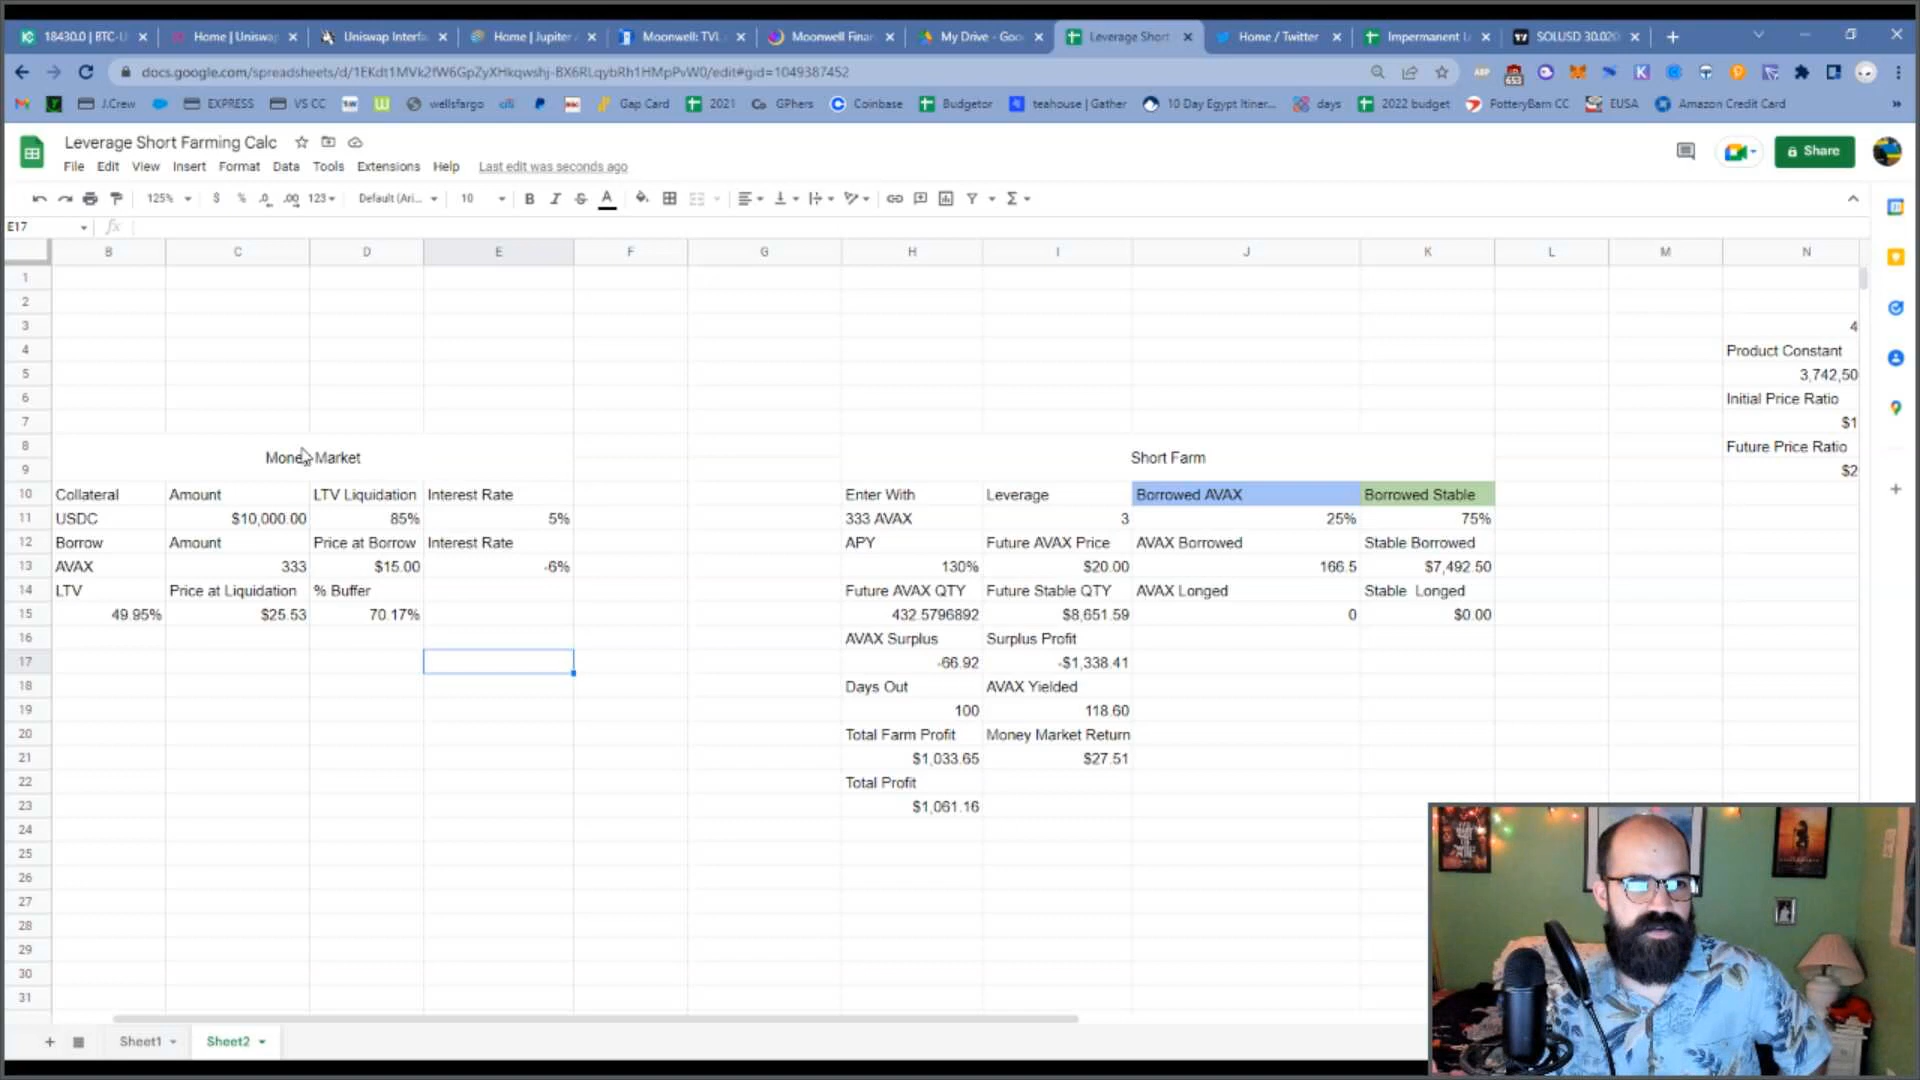 18430.0 | BTC-U
Home | Uniswa
Uniswap Interf
Home | Jupiter
Moonwell: TVL
Moonwell Finan
My Drive - Goo
Leverage Short
Home / Twitter
Impermanent L
SOLUSD 30.020
docs.google.com/spreadsheets/d/1EKdt1MVk2fW6GpZyXHkqwshj-BX6RLqybRh1HMpPvW0/edit#gid=1049387452
J.Crew
EXPRESS
VS CC
wellsfargo
Gap Card
2021
GPhers
Coinbase
Budgetor
teahouse | Gather
10 Day Egypt Itiner...
days
2022 budget
PotteryBarn CC
EUSA
Amazon Credit Card
Leverage Short Farming Calc
Share
File Edit View Insert Format Data Tools Extensions Help Last edit was seconds ago
125% $ % .0 .00 123 Default (Ari... 10 B I S A
E17 fx
B C D E F G H I J K L M N
1
2
3 4
4 Product Constant
5 3,742,50
6 Initial Price Ratio
7 $1
8 Future Price Ratio
9 $2
Money Market
Short Farm
10 Collateral Amount LTV Liquidation Interest Rate Enter With Leverage Borrowed AVAX Borrowed Stable
11 USDC $10,000.00 85% 5% 333 AVAX 3 25% 75%
12 Borrow Amount Price at Borrow Interest Rate APY Future AVAX Price AVAX Borrowed Stable Borrowed
13 AVAX 333 $15.00 -6% 130% $20.00 166.5 $7,492.50
14 LTV Price at Liquidation % Buffer Future AVAX QTY Future Stable QTY AVAX Longed Stable Longed
15 49.95% $25.53 70.17% 432.5796892 $8,651.59 0 $0.00
16 AVAX Surplus Surplus Profit
17 -66.92 -$1,338.41
18 Days Out AVAX Yielded
19 100 118.60
20 Total Farm Profit Money Market Return
21 $1,033.65 $27.51
22 Total Profit
23 $1,061.16
24
25
26
27
28
29
30
31
Sheet1 Sheet2